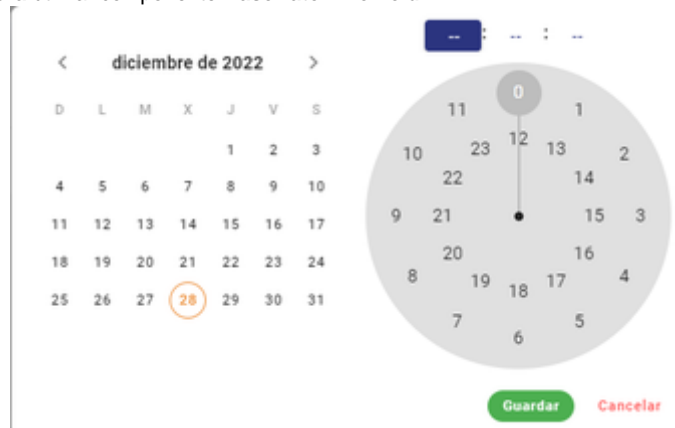 diciembre de 2022
D L M X J V S
1 2 3
4 5 6 7 8 9 10
11 12 13 14 15 16 17
18 19 20 21 22 23 24
25 26 27 28 29 30 31
-- : -- : --
0
11 1
12
23 13
10 2
22 14
9 21 15 3
20 16
8 4
19 17
18
7 5
6
Guardar Cancelar